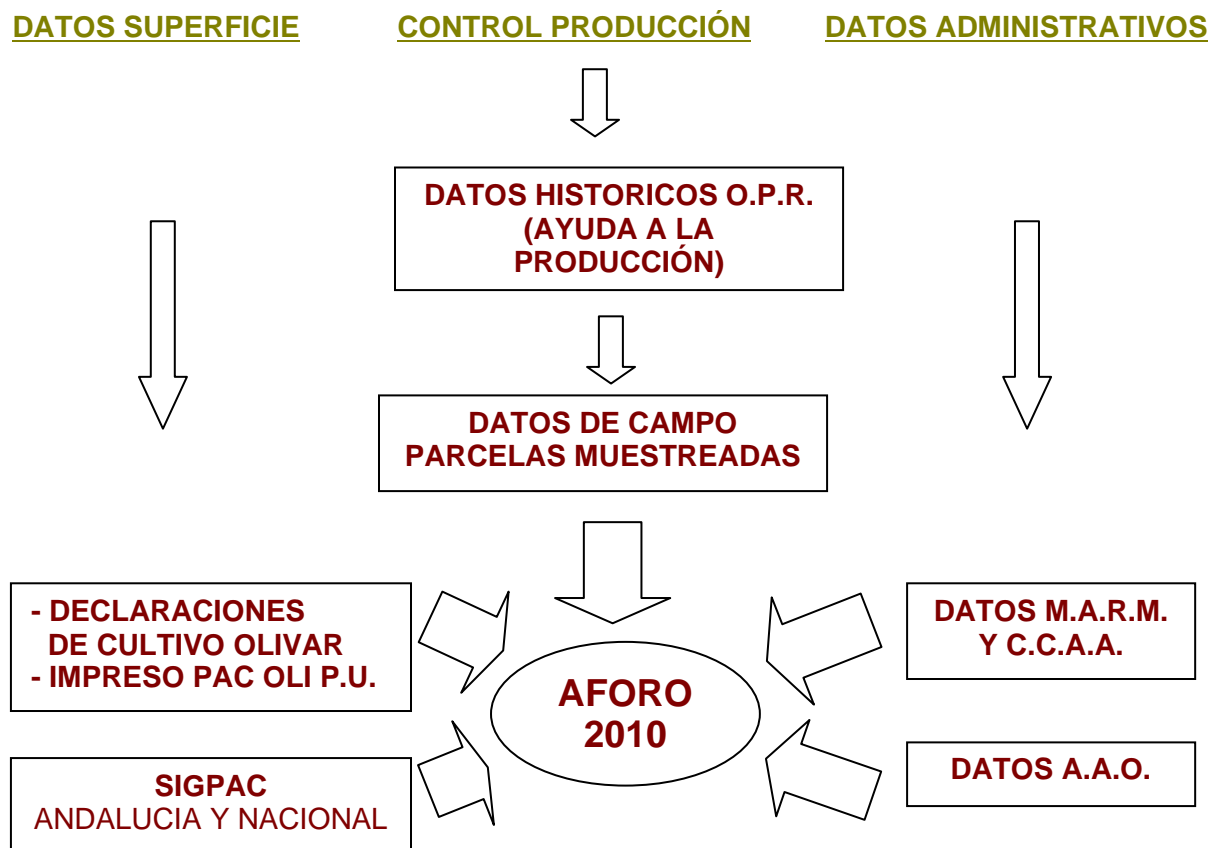 DATOS SUPERFICIE
CONTROL PRODUCCIÓN
DATOS ADMINISTRATIVOS
DATOS HISTORICOS O.P.R.
(AYUDA A LA
PRODUCCIÓN)
DATOS DE CAMPO
PARCELAS MUESTREADAS
- DECLARACIONES
DE CULTIVO OLIVAR
- IMPRESO PAC OLI P.U.
DATOS M.A.R.M.
Y C.C.A.A.
AFORO
2010
SIGPAC
ANDALUCIA Y NACIONAL
DATOS A.A.O.